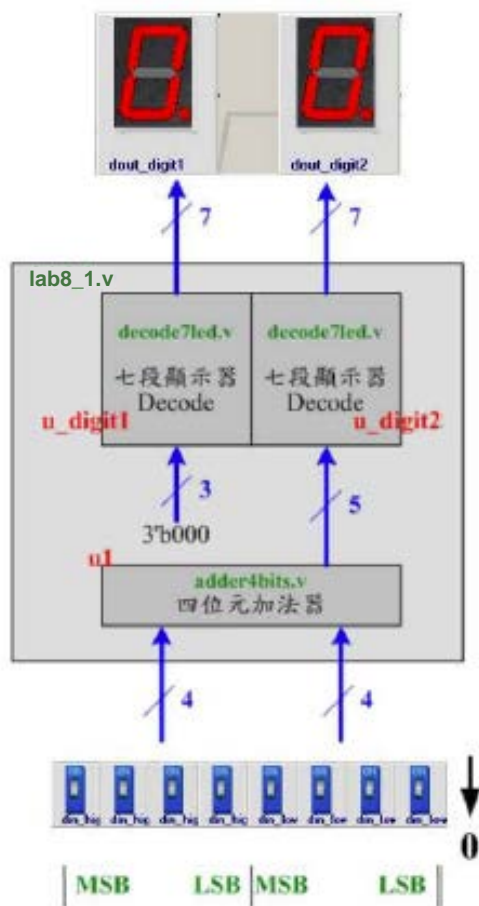 dout_digit1 dout_digit2
7 7
lab8_1.v
decode7led.v decode7led.v
七段顯示器 七段顯示器
Decode Decode
u_digit1 u_digit2
3 5
3'b000
u1
adder4bits.v
四位元加法器
4 4
din_hig din_hig din_hig din_hig din_low din_low din_low din_low
0
MSB LSB MSB LSB